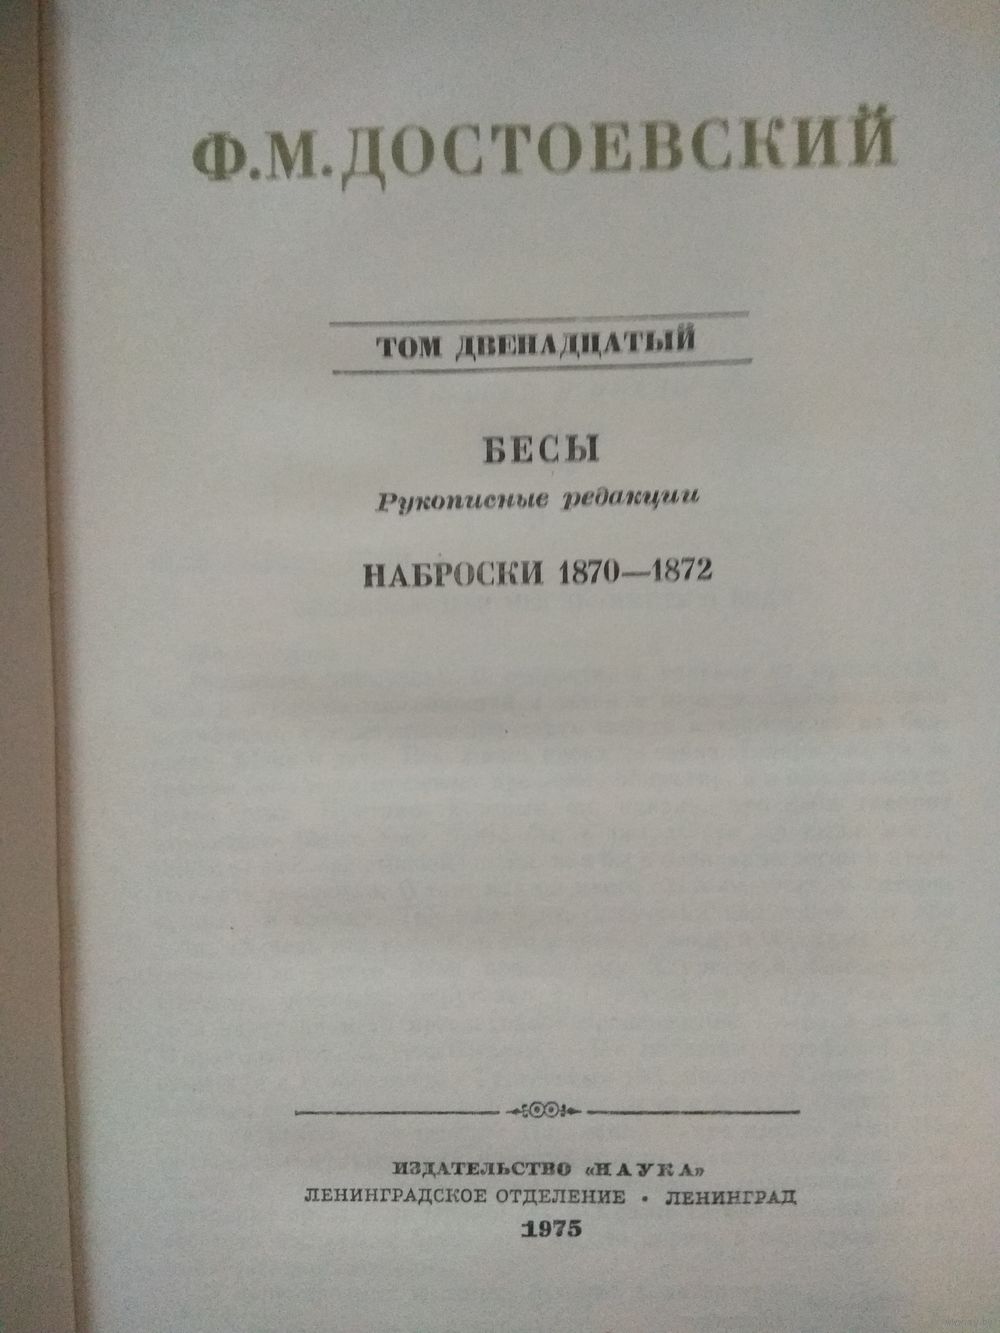 Ф.М.ДОСТОЕВСКИЙ
ТОМ ДВЕНАДЦАТЫЙ
БЕСЫ
Рукописные редакции
НАБРОСКИ 1870—1872
ИЗДАТЕЛЬСТВО «НАУКА»
ЛЕНИНГРАДСКОЕ ОТДЕЛЕНИЕ • ЛЕНИНГРАД
1975